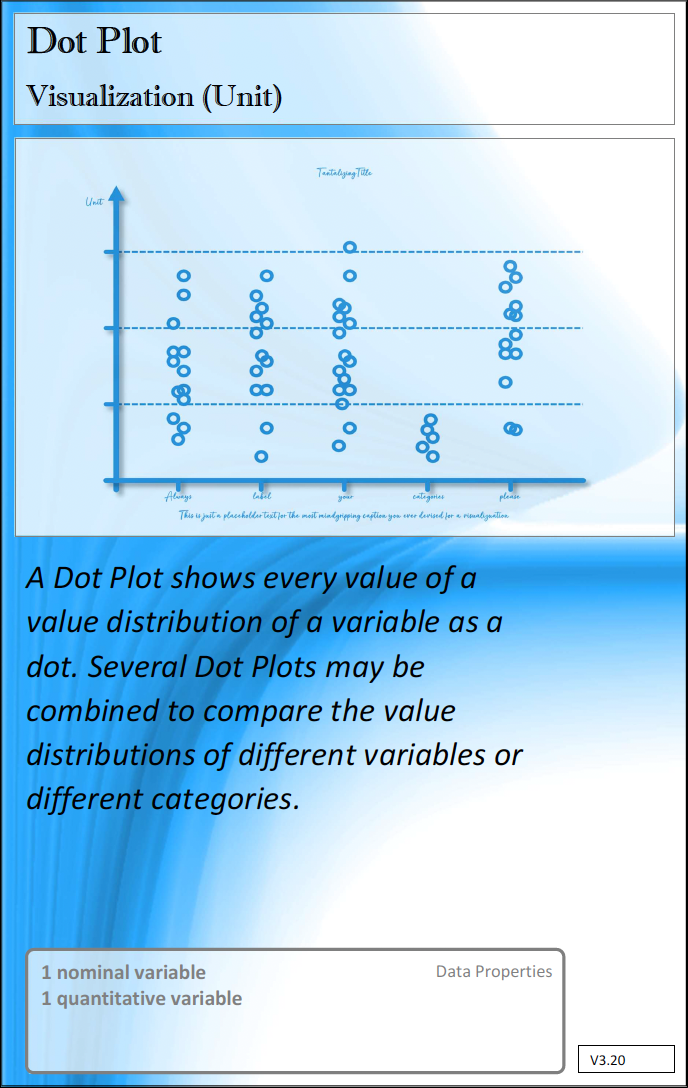 Dot Plot
Visualization (Unit)
Tantalizing Title
Unit
Always label your categories please
This is just a placeholder text for the most mindgripping caption you ever devised for a visualization
A Dot Plot shows every value of a
value distribution of a variable as a
dot. Several Dot Plots may be
combined to compare the value
distributions of different variables or
different categories.
1 nominal variable
Data Properties
1 quantitative variable
V3.20